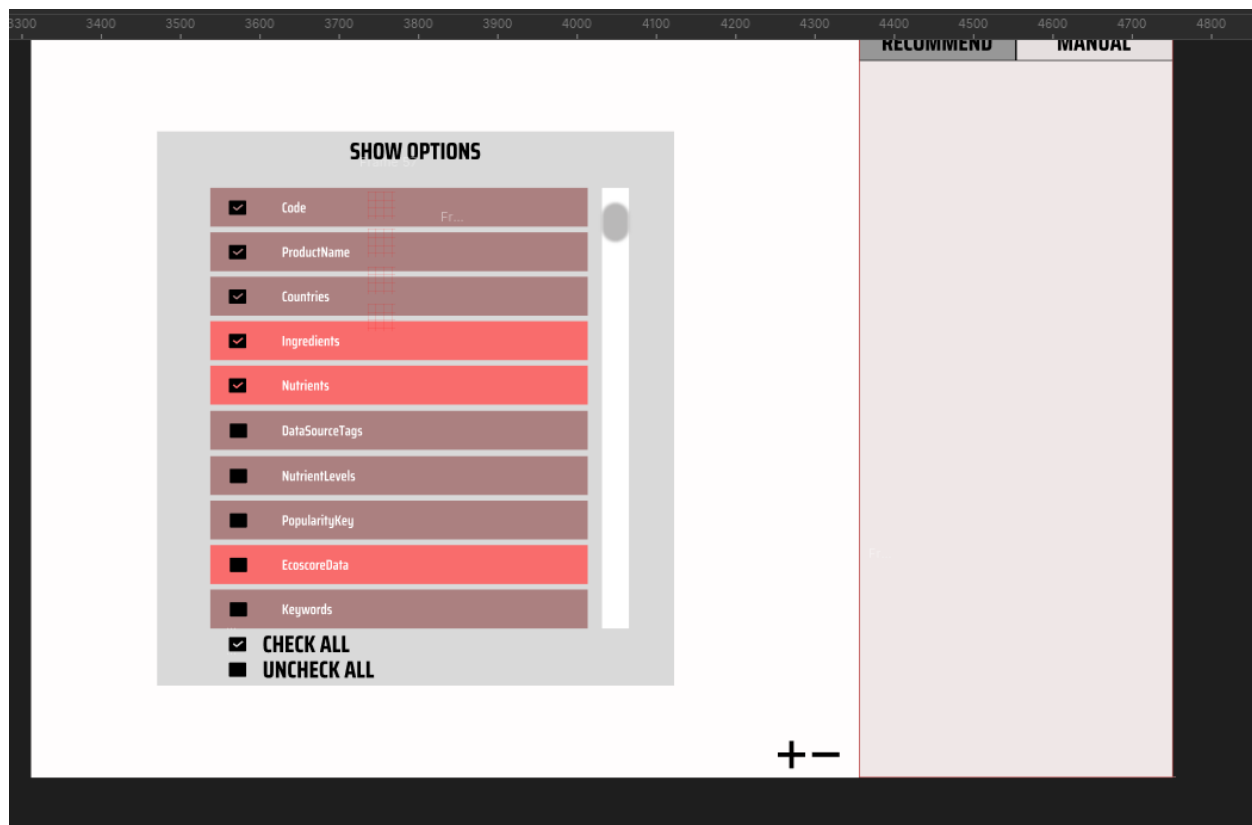 3300 3400 3500 3600 3700 3800 3900 4000 4100 4200 4300 4400 4500 4600 4700 4800
RECOMMEND MANUAL
SHOW OPTIONS
Code
Fr...
ProductName
Countries
Ingredients
Nutrients
DataSourceTags
NutrientLevels
PopularityKey
Fr...
EcoscoreData
Keywords
CHECK ALL
UNCHECK ALL
+−